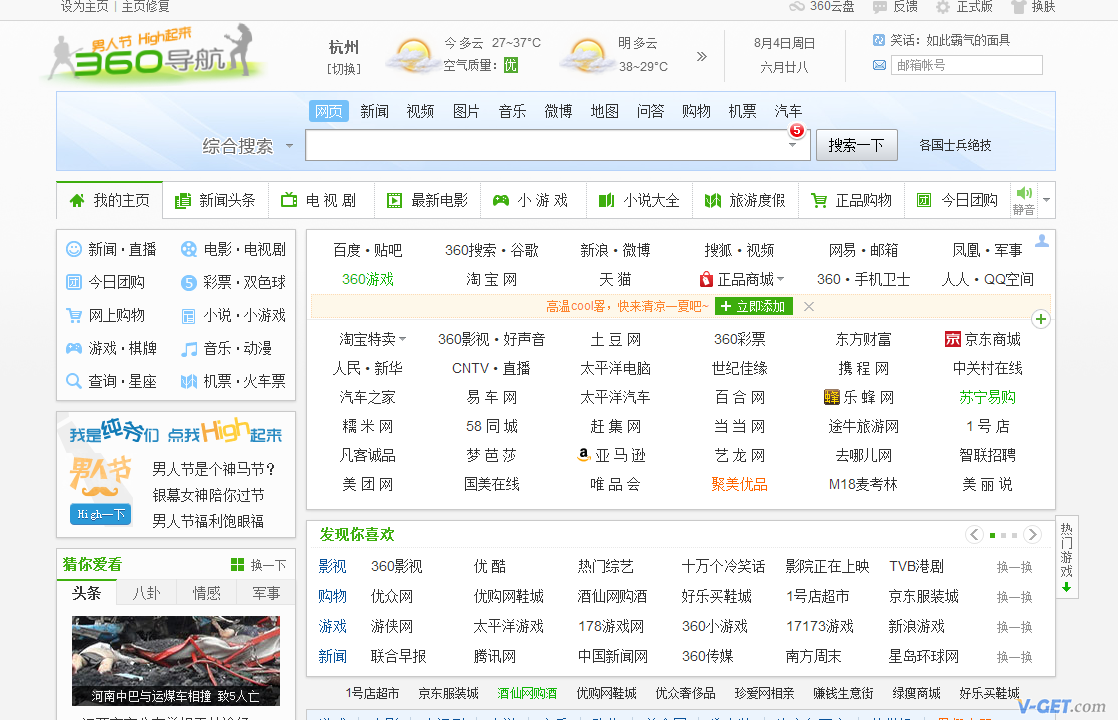 设为主页 | 主页修复
360云盘 反馈 正式版 换肤
男人节 High起来
360导航
杭州
[切换]
今 多云 27~37°C
空气质量: 优
明 多云
38~29°C
»
8月4日周日
六月廿八
笑话: 如此霸气的面具
邮箱帐号
网页 新闻 视频 图片 音乐 微博 地图 问答 购物 机票 汽车
综合搜索
5
搜索一下
各国士兵绝技
我的主页 新闻头条 电 视 剧 最新电影 小 游 戏 小说大全 旅游度假 正品购物 今日团购 静音
新闻·直播 电影·电视剧
今日团购 彩票·双色球
网上购物 小说·小游戏
游戏·棋牌 音乐·动漫
查询·星座 机票·火车票
我是纯爷们 点我High起来
男人节
High一下
男人节是个神马节?
银幕女神陪你过节
男人节福利饱眼福
猜你爱看 换一下
头条 八卦 情感 军事
河南中巴与运煤车相撞 致5人亡
百度·贴吧 360搜索·谷歌 新浪·微博 搜狐·视频 网易·邮箱 凤凰·军事
360游戏 淘 宝 网 天 猫 正品商城 360·手机卫士 人人·QQ空间
高温cool署，快来清凉一夏吧~ + 立即添加
淘宝特卖 360影视·好声音 土 豆 网 360彩票 东方财富 京 京东商城
人民·新华 CNTV·直播 太平洋电脑 世纪佳缘 携 程 网 中关村在线
汽车之家 易 车 网 太平洋汽车 百 合 网 蜂 乐 蜂 网 苏宁易购
糯 米 网 58 同 城 赶 集 网 当 当 网 途牛旅游网 1 号 店
凡客诚品 梦 芭 莎 a 亚 马 逊 艺 龙 网 去哪儿网 智联招聘
美 团 网 国美在线 唯 品 会 聚美优品 M18麦考林 美 丽 说
发现你喜欢
影视 360影视 优 酷 热门综艺 十万个冷笑话 影院正在上映 TVB港剧 换一换
购物 优众网 优购网鞋城 酒仙网购酒 好乐买鞋城 1号店超市 京东服装城 换一换
游戏 游侠网 太平洋游戏 178游戏网 360小游戏 17173游戏 新浪游戏 换一换
新闻 联合早报 腾讯网 中国新闻网 360传媒 南方周末 星岛环球网 换一换
热门游戏
1号店超市 京东服装城 酒仙网购酒 优购网鞋城 优众奢侈品 珍爱网相亲 赚钱生意街 绿瘦商城 好乐买鞋城
V-GET.com